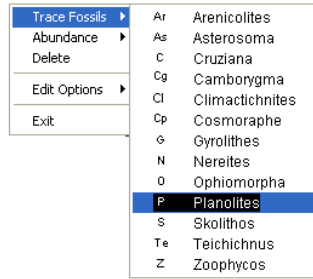 Trace Fossils
Abundance
Delete
Edit Options
Exit
Ar Arenicolites
As Asterosoma
C Cruziana
Cg Camborygma
Cl Climactichnites
Cp Cosmoraphe
G Gyrolithes
N Nereites
O Ophiomorpha
P Planolites
S Skolithos
Te Teichichnus
Z Zoophycos